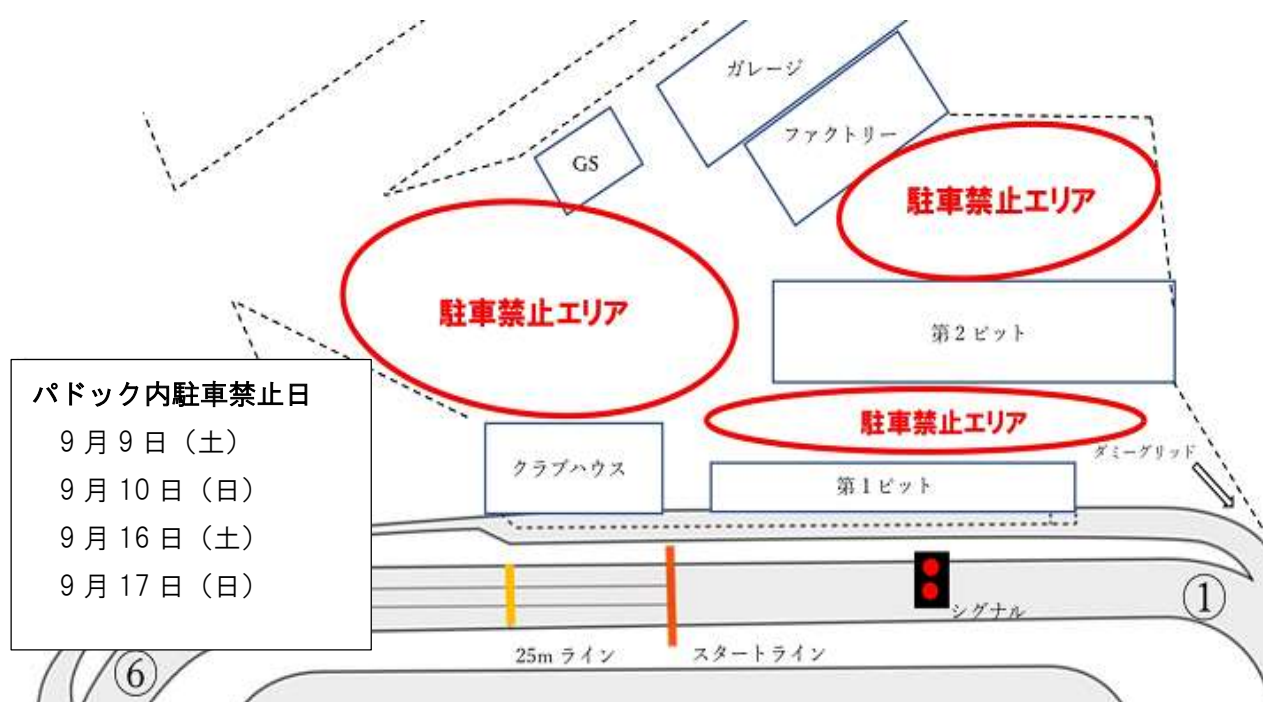 ガレージ
ファクトリー
GS
駐車禁止エリア
駐車禁止エリア
第2ピット
パドック内駐車禁止日
9月9日（土）
9月10日（日）
9月16日（土）
9月17日（日）
駐車禁止エリア
ダミーグリッド
クラブハウス
第1ピット
シグナル
①
25mライン
スタートライン
⑥